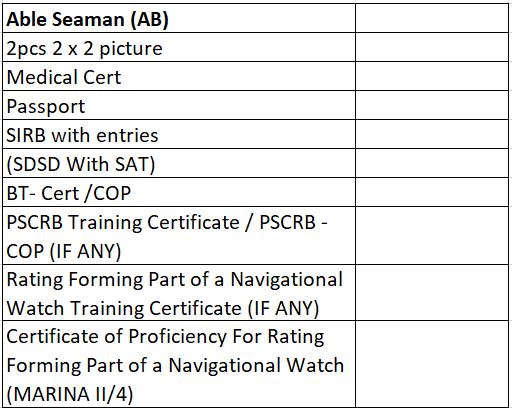 Able Seaman (AB)
2pcs 2 x 2 picture
Medical Cert
Passport
SIRB with entries
(SDSD With SAT)
BT- Cert /COP
PSCRB Training Certificate / PSCRB -
COP (IF ANY)
Rating Forming Part of a Navigational
Watch Training Certificate (IF ANY)
Certificate of Proficiency For Rating
Forming Part of a Navigational Watch
(MARINA II/4)